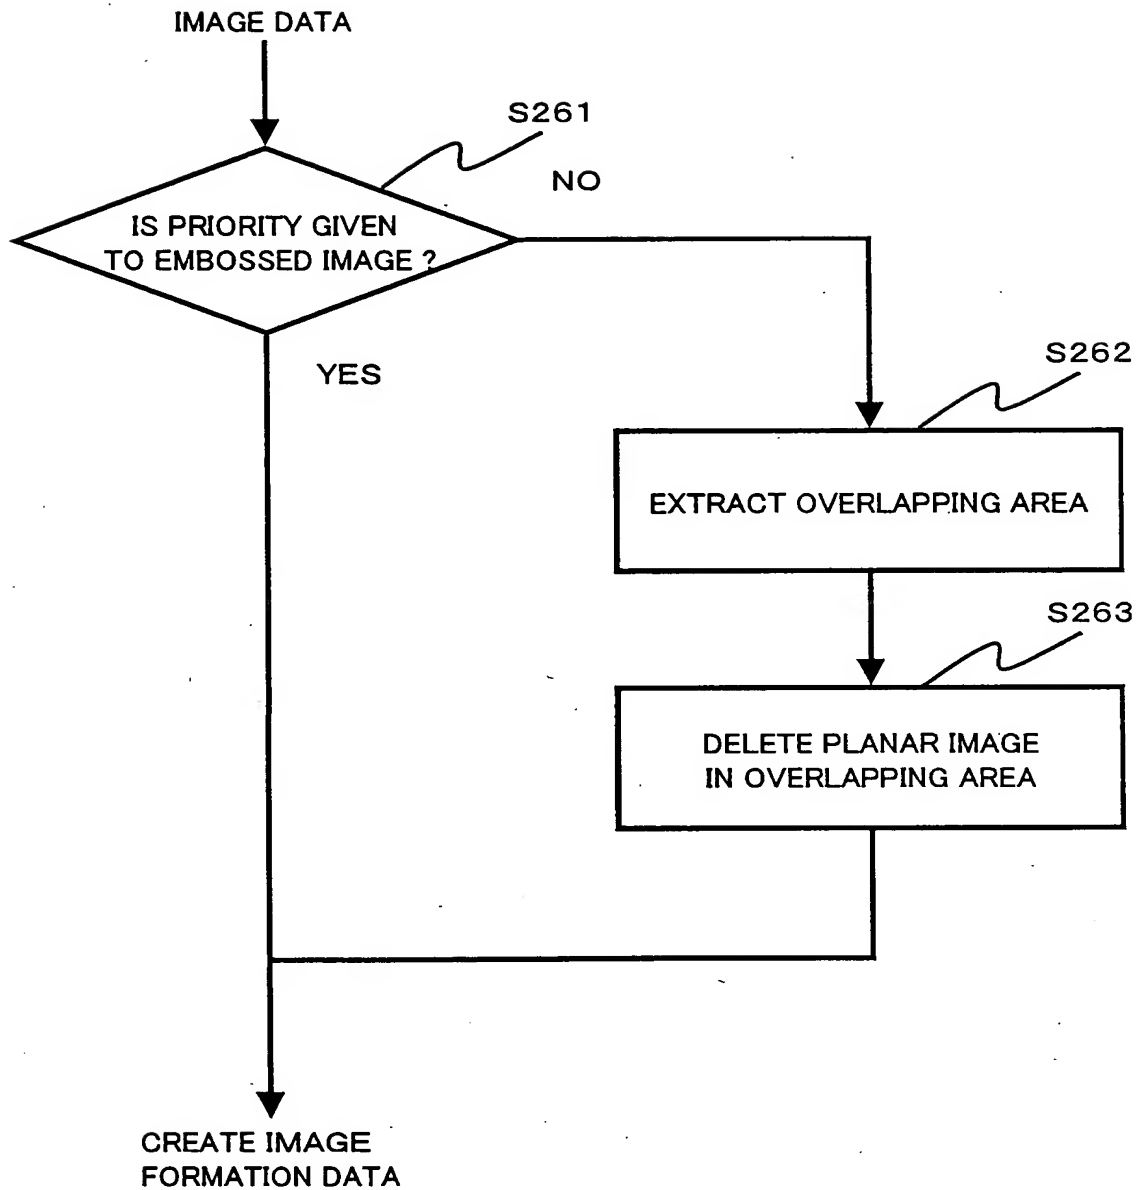 IMAGE DATA
S261
NO
IS PRIORITY GIVEN
TO EMBOSSED IMAGE ?
YES
S262
EXTRACT OVERLAPPING AREA
S263
DELETE PLANAR IMAGE
IN OVERLAPPING AREA
CREATE IMAGE
FORMATION DATA